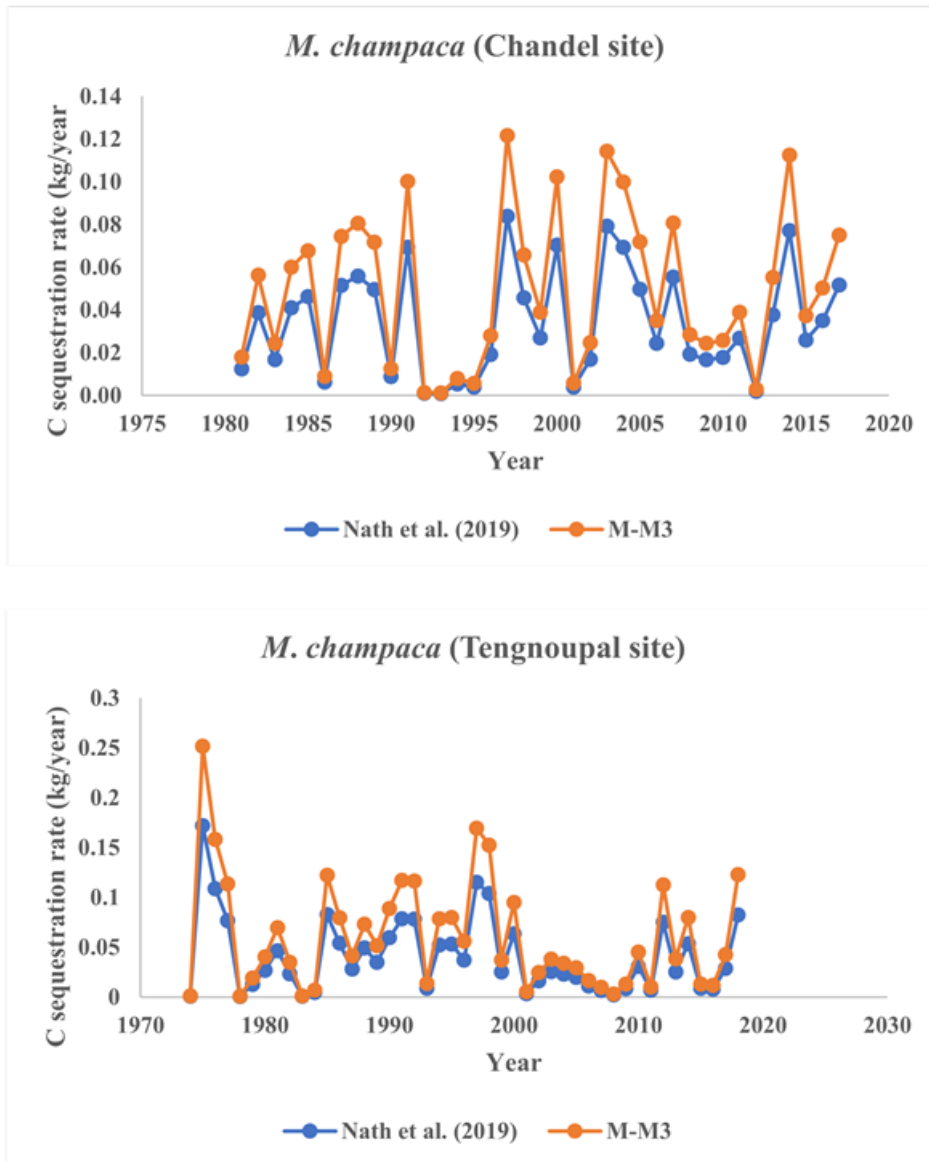 M. champaca (Chandel site)
C sequestration rate (kg/year
0.14
0.12
0.10
0.08
0.06
0.04
0.02
0.00
1975 1980 1985 1990 1995 2000 2005 2010 2015 2020
Year
Nath et al. (2019) M-M3
M. champaca (Tengnoupal site)
C sequestration rate (kg/year)
0.3
0.25
0.2
0.15
0.1
0.05
0
1970 1980 1990 2000 2010 2020 2030
Year
Nath et al. (2019) M-M3